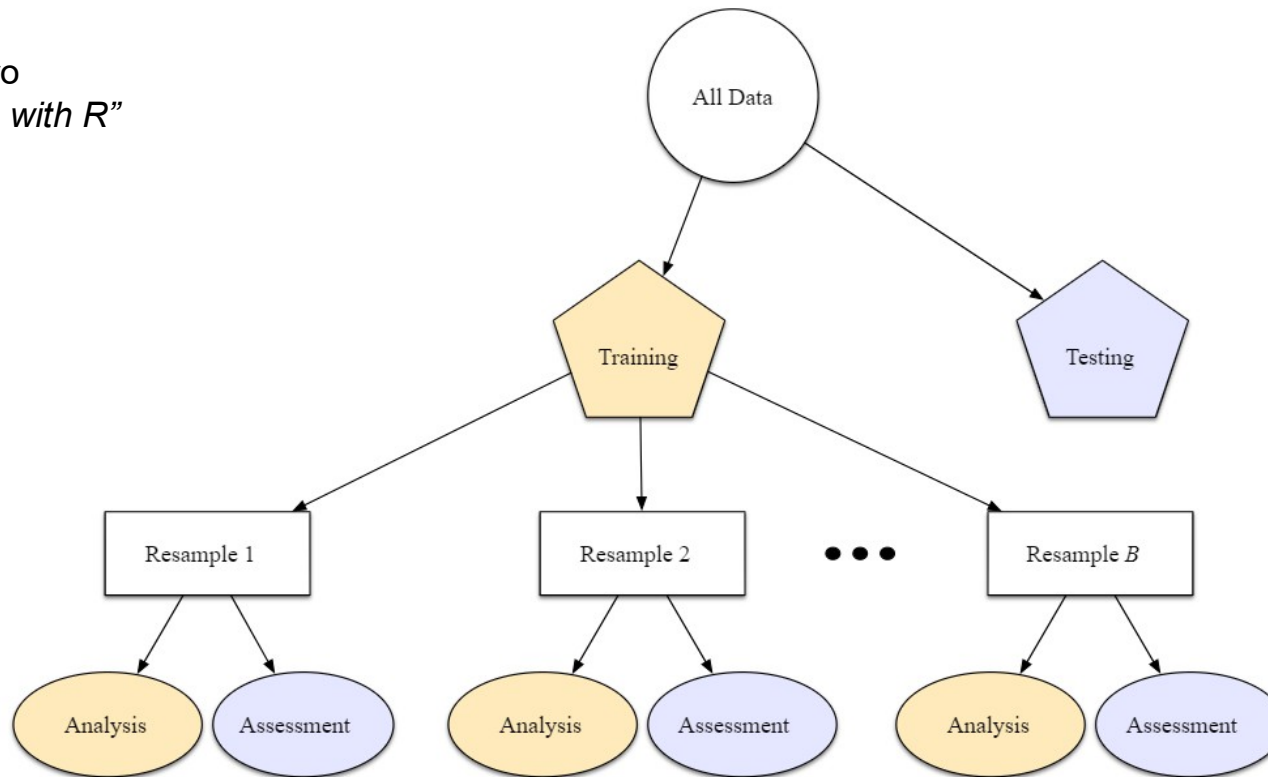 with R”
All Data
Training
Testing
Resample 1
Resample 2
Resample B
Analysis
Assessment
Analysis
Assessment
Analysis
Assessment